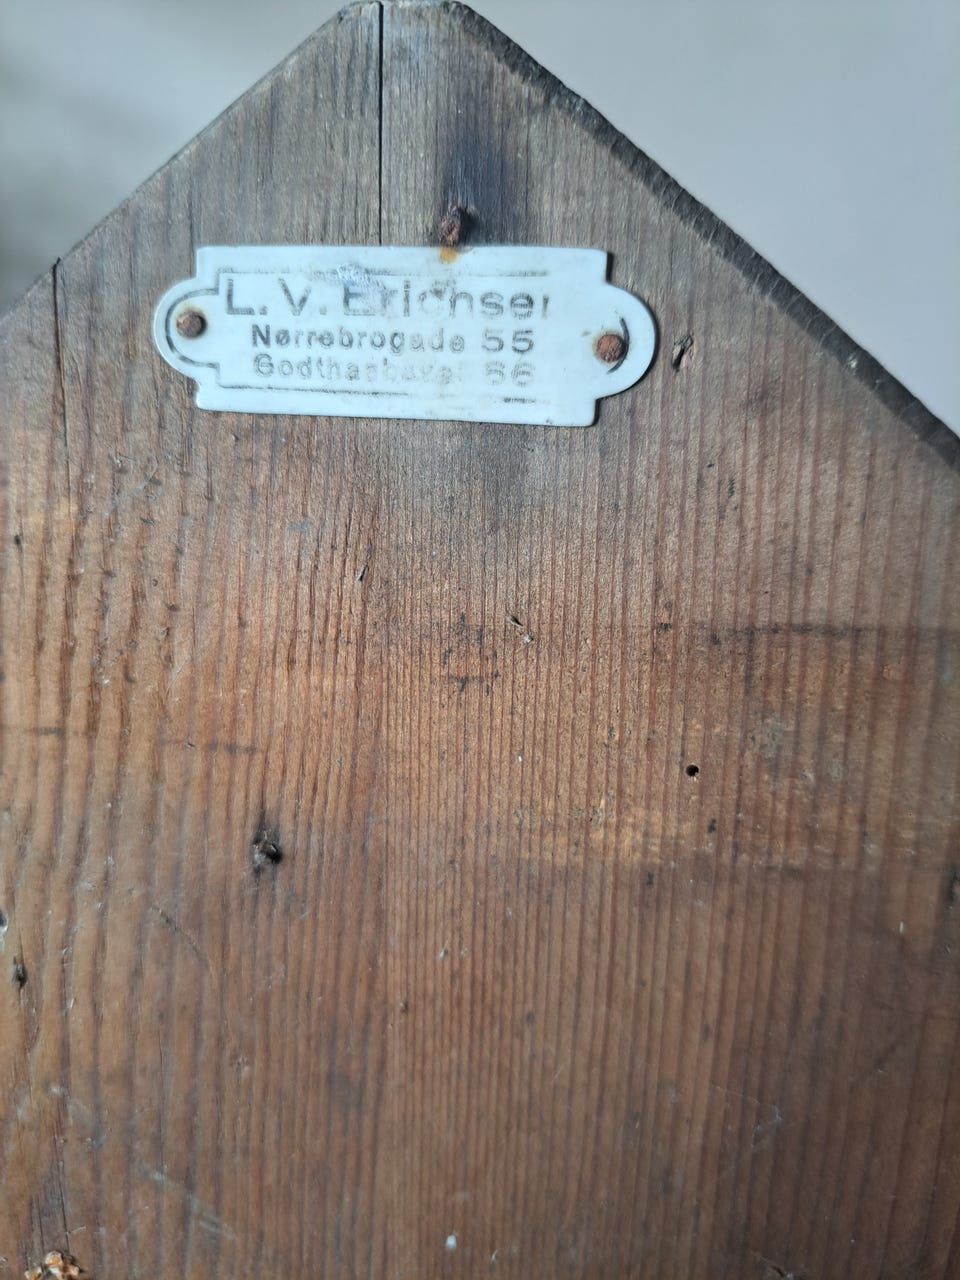 L. V. Erichsen
Nørrebrogade 55
Godthaabsvej 66